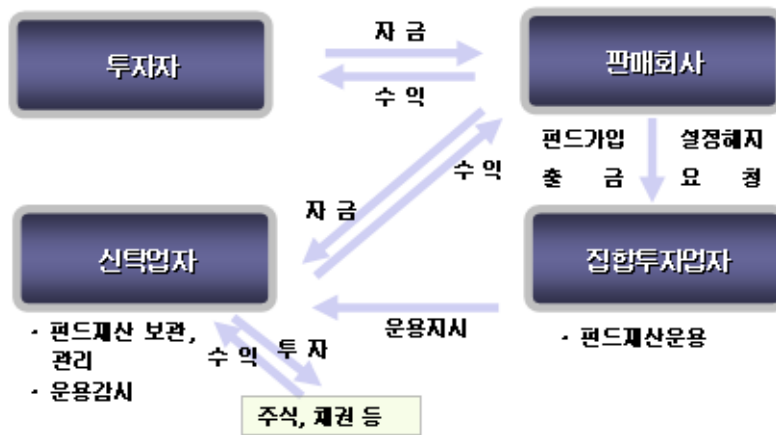 자 금
투자자
판매회사
수 익
펀드가입 설정해지
출 금 요 청
수 익
자 금
신탁업자
집합투자업자
운용지시
· 펀드재산 보관,
관리
· 운용감시
· 펀드재산운용
수 익
투 자
주식, 채권 등